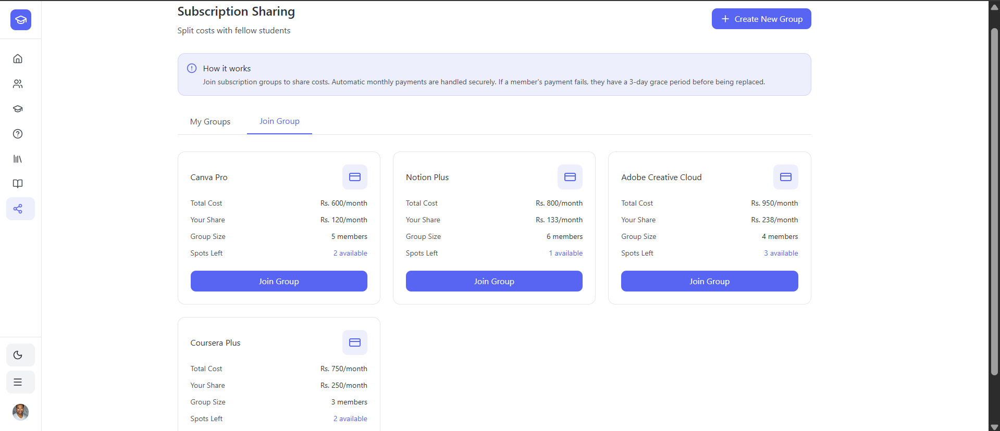 Subscription Sharing
Create New Group
Split costs with fellow students
How it works
Join subscription groups to share costs. Automatic monthly payments are handled securely. If a member's payment fails, they have a 3-day grace period before being replaced.
My Groups
Join Group
Canva Pro
Total Cost Rs. 600/month
Your Share Rs. 120/month
Group Size 5 members
Spots Left 2 available
Join Group
Notion Plus
Total Cost Rs. 800/month
Your Share Rs. 133/month
Group Size 6 members
Spots Left 1 available
Join Group
Adobe Creative Cloud
Total Cost Rs. 950/month
Your Share Rs. 238/month
Group Size 4 members
Spots Left 3 available
Join Group
Coursera Plus
Total Cost Rs. 750/month
Your Share Rs. 250/month
Group Size 3 members
Spots Left 2 available